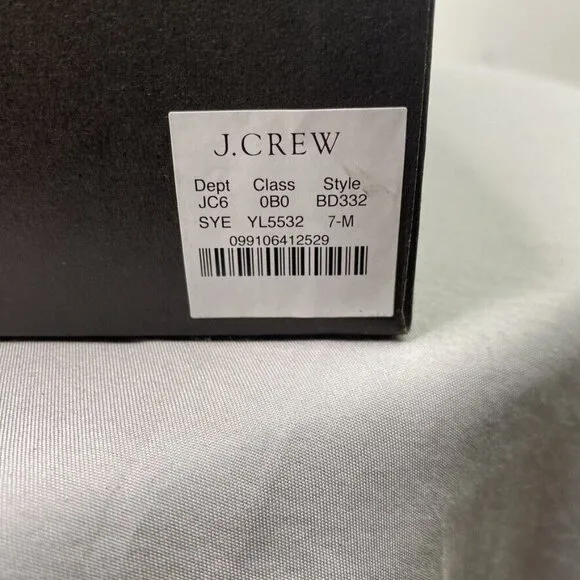 J.CREW
Dept Class Style
JC6 0B0 BD332
SYE YL5532 7-M
099106412529